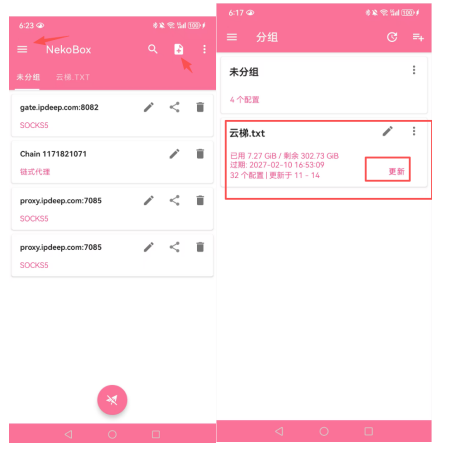 6:23
100
NekoBox
未分组
云梯.TXT
gate.ipdeep.com:8082
SOCKS5
Chain 1171821071
链式代理
proxy.ipdeep.com:7085
SOCKS5
proxy.ipdeep.com:7085
SOCKS5
6:17
100
分组
未分组
4 个配置
云梯.txt
已用 7.27 GiB / 剩余 302.73 GiB
过期: 2027-02-10 16:53:09
32 个配置 | 更新于 11 - 14
更新